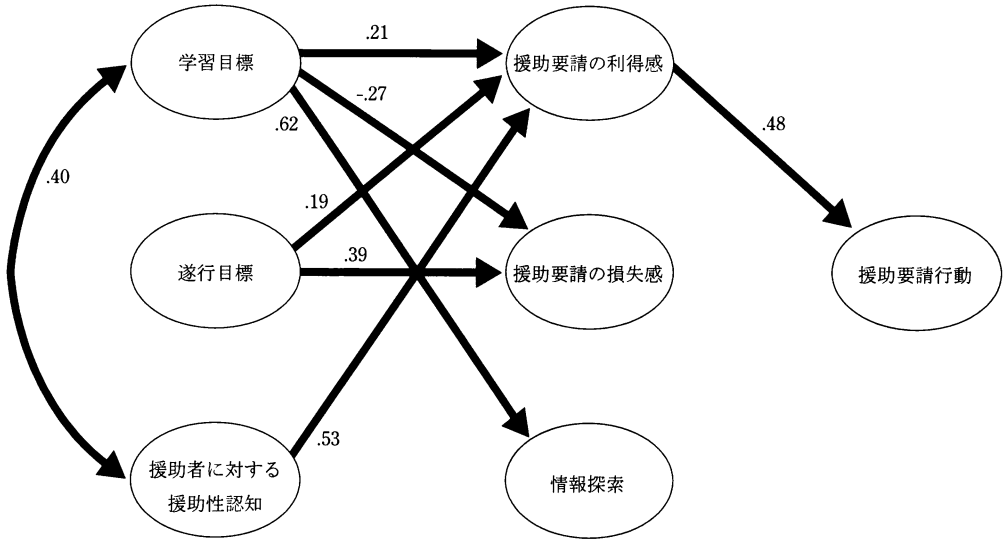 学習目標
.21
援助要請の利得感
-.27
.62
.48
.40
.19
遂行目標
.39
援助要請の損失感
援助要請行動
.53
援助者に対する
援助性認知
情報探索